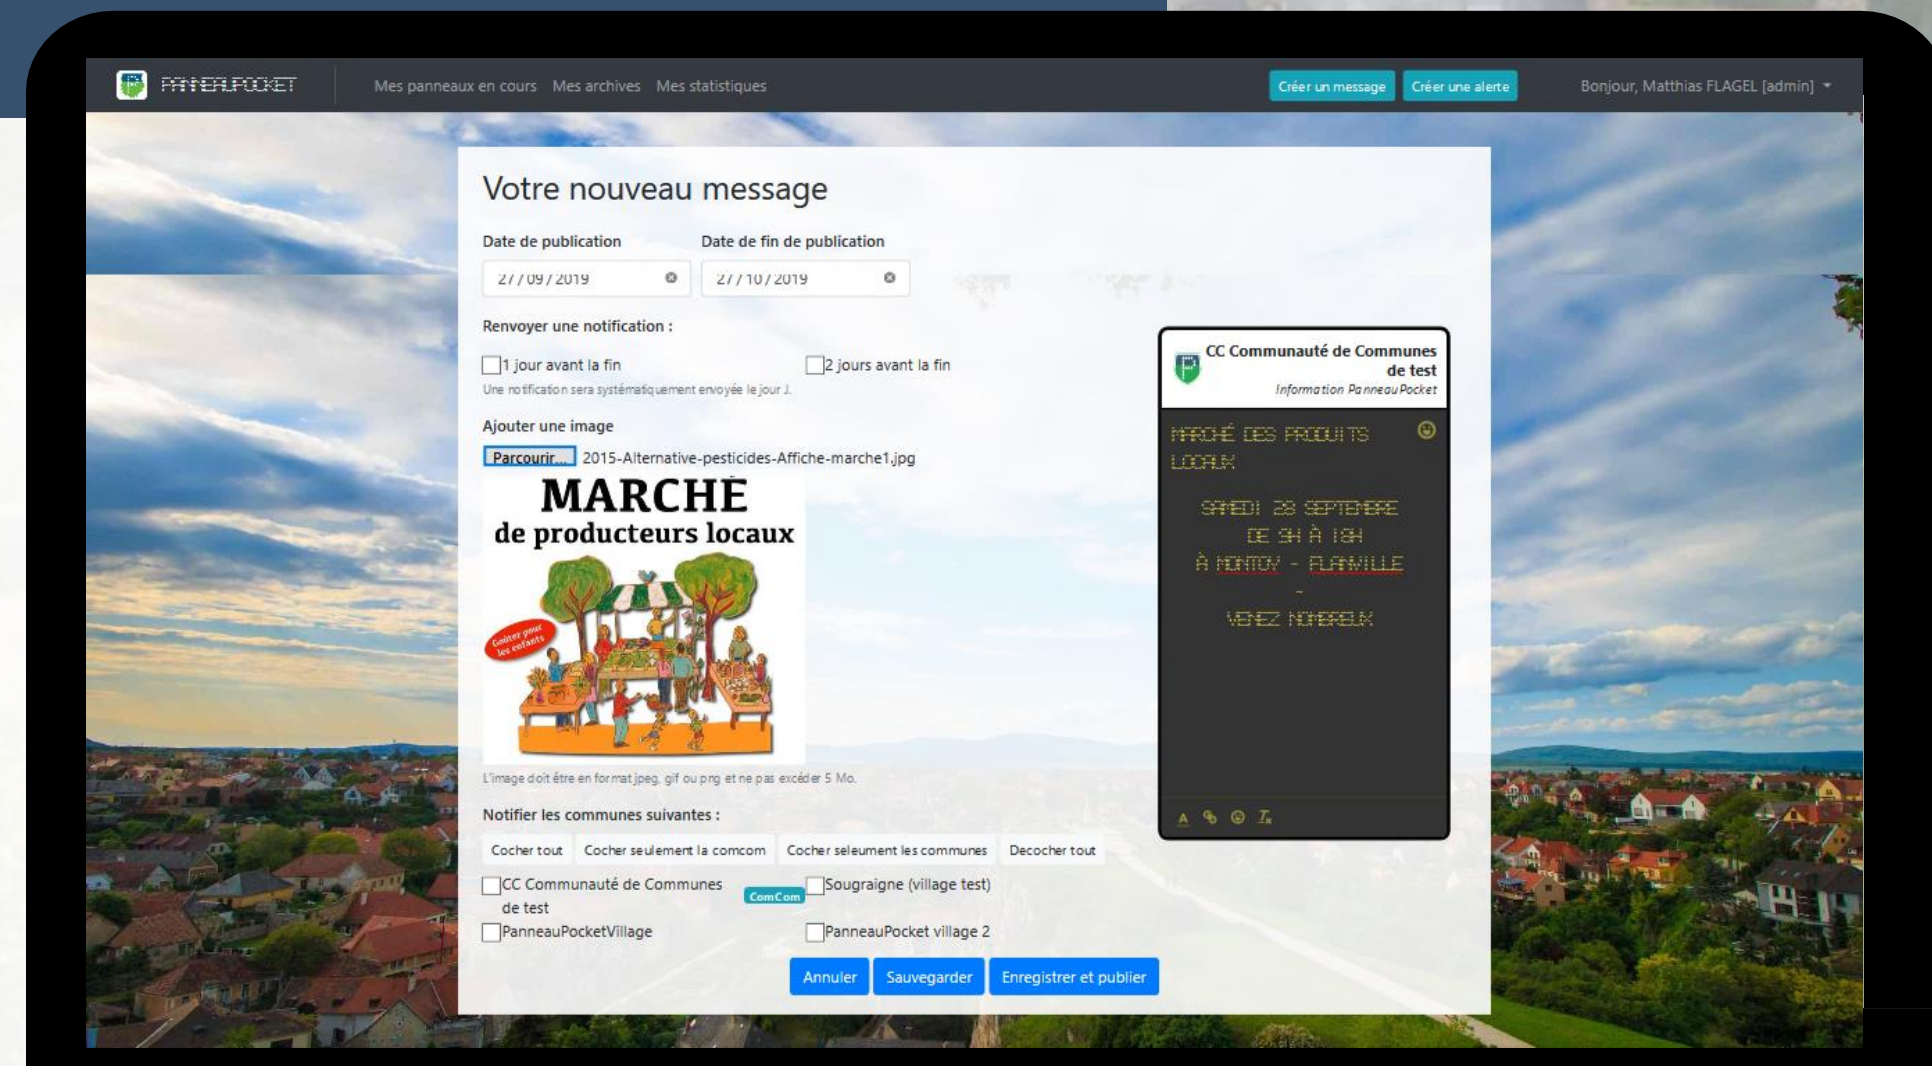 PANNEAUPOCKET
Mes panneaux en cours Mes archives Mes statistiques
Créer un message Créer une alerte
Bonjour, Matthias FLAGEL [admin]
Votre nouveau message
Date de publication Date de fin de publication
27/09/2019 27/10/2019
Renvoyer une notification :
1 jour avant la fin 2 jours avant la fin
Une notification sera systématiquement envoyée le jour J.
Ajouter une image
Parcourir... 2015-Alternative-pesticides-Affiche-marche1.jpg
MARCHÉ
de producteurs locaux
Goûter pour
les enfants
L'image doit être en format jpeg, gif ou png et ne pas excéder 5 Mo.
Notifier les communes suivantes :
Cocher tout Cocher seulement la comcom Cocher seleument les communes Decocher tout
CC Communauté de Communes
de test
ComCom
Sougraigne (village test)
PanneauPocketVillage PanneauPocket village 2
Annuler Sauvegarder Enregistrer et publier
CC Communauté de Communes
de test
Information PanneauPocket
MARCHÉ DES PRODUITS
LOCAUX
SAMEDI 28 SEPTEMBRE
DE 9H À 18H
À MONTOY - FLANVILLE
~
VENEZ NOMBREUX